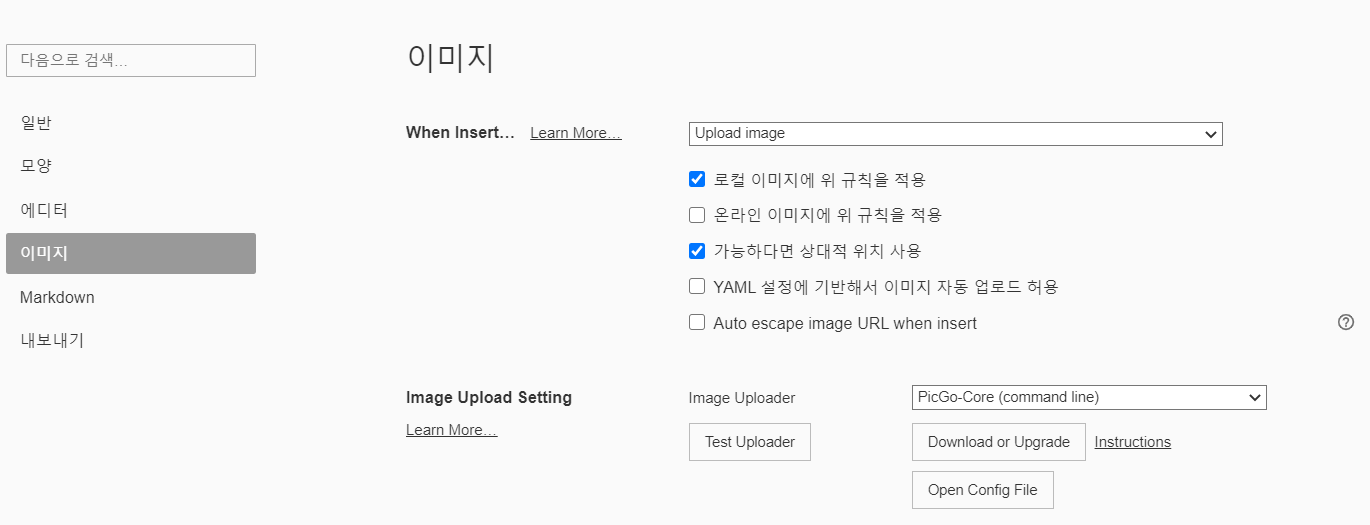 다음으로 검색...
일반
모양
에디터
이미지
Markdown
내보내기
이미지
When Insert... Learn More... Upload image
로컬 이미지에 위 규칙을 적용
온라인 이미지에 위 규칙을 적용
가능하다면 상대적 위치 사용
YAML 설정에 기반해서 이미지 자동 업로드 허용
Auto escape image URL when insert
Image Upload Setting Image Uploader PicGo-Core (command line)
Learn More... Test Uploader Download or Upgrade Instructions
Open Config File